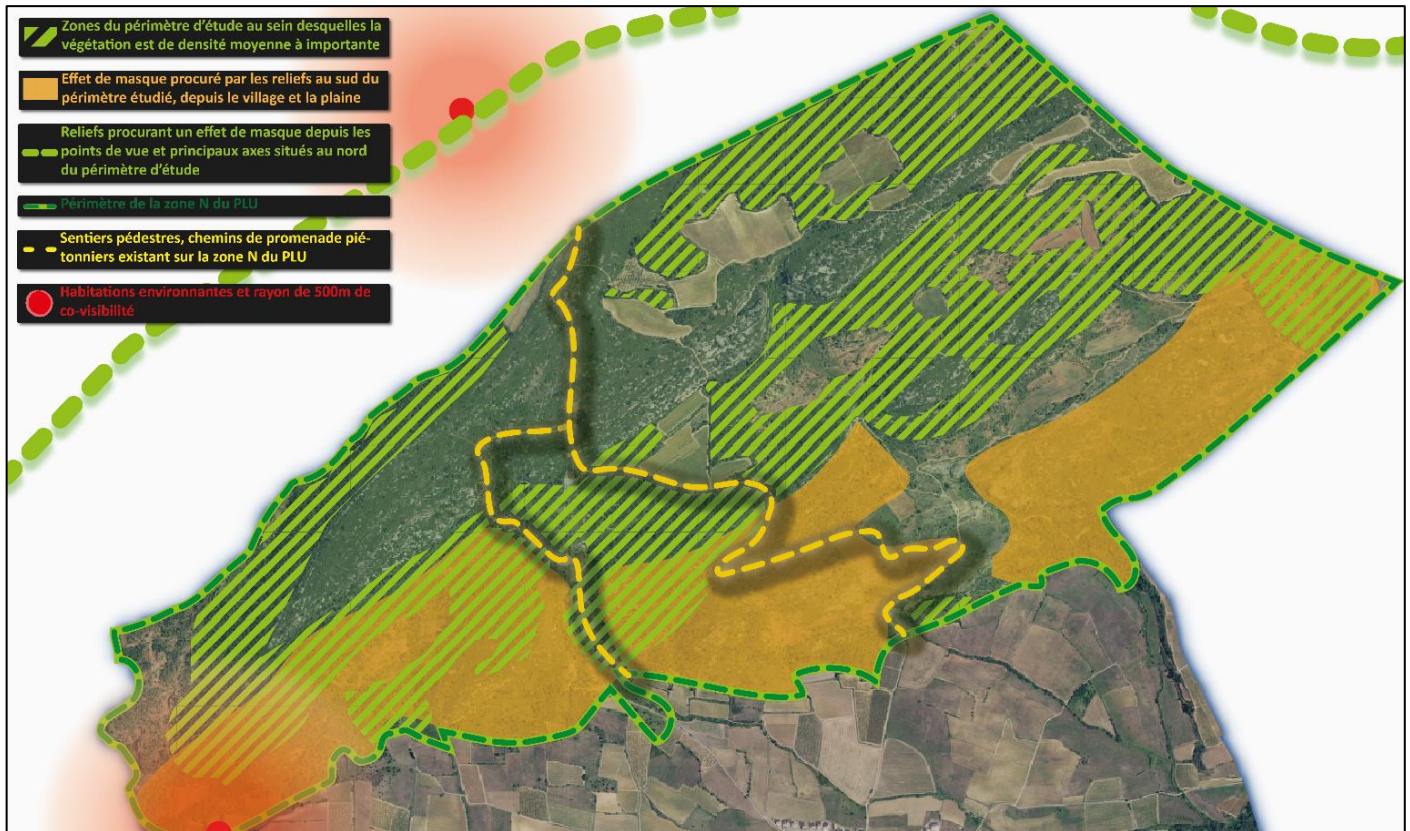 Zones du périmètre d'étude au sein desquelles la
végétation est de densité moyenne à importante
Effet de masque procuré par les reliefs au sud du
périmètre étudié, depuis le village et la plaine
Reliefs procurant un effet de masque depuis les
points de vue et principaux axes situés au nord
du périmètre d'étude
Périmètre de la zone N du PLU
Sentiers pédestres, chemins de promenade pié-
tonniers existant sur la zone N du PLU
Habitations environnantes et rayon de 500m de
co-visibilité